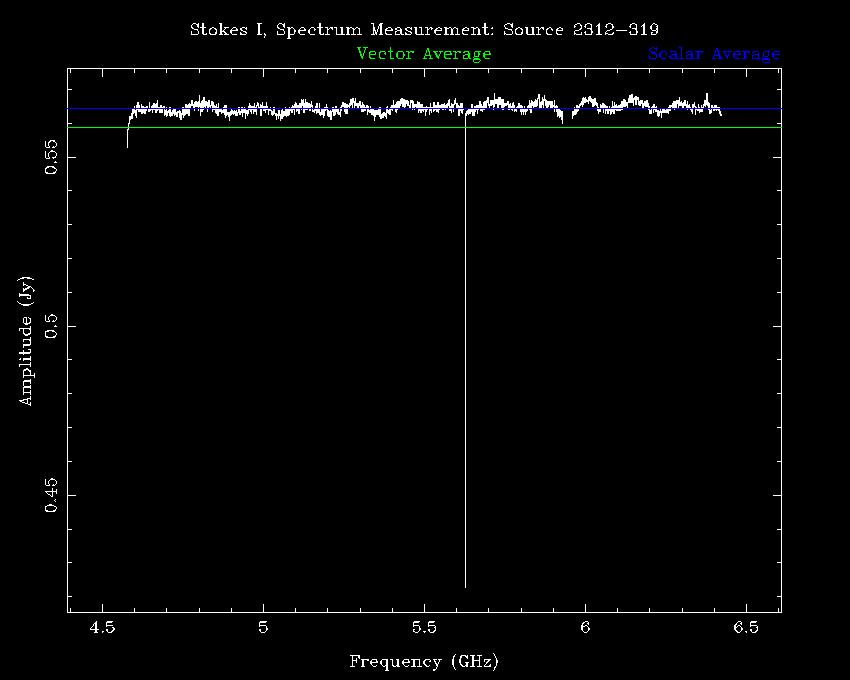 Stokes I, Spectrum Measurement: Source 2312-319
Vector Average
Scalar Average
Amplitude (Jy)
0.55
0.5
0.45
4.5
5
5.5
6
6.5
Frequency (GHz)